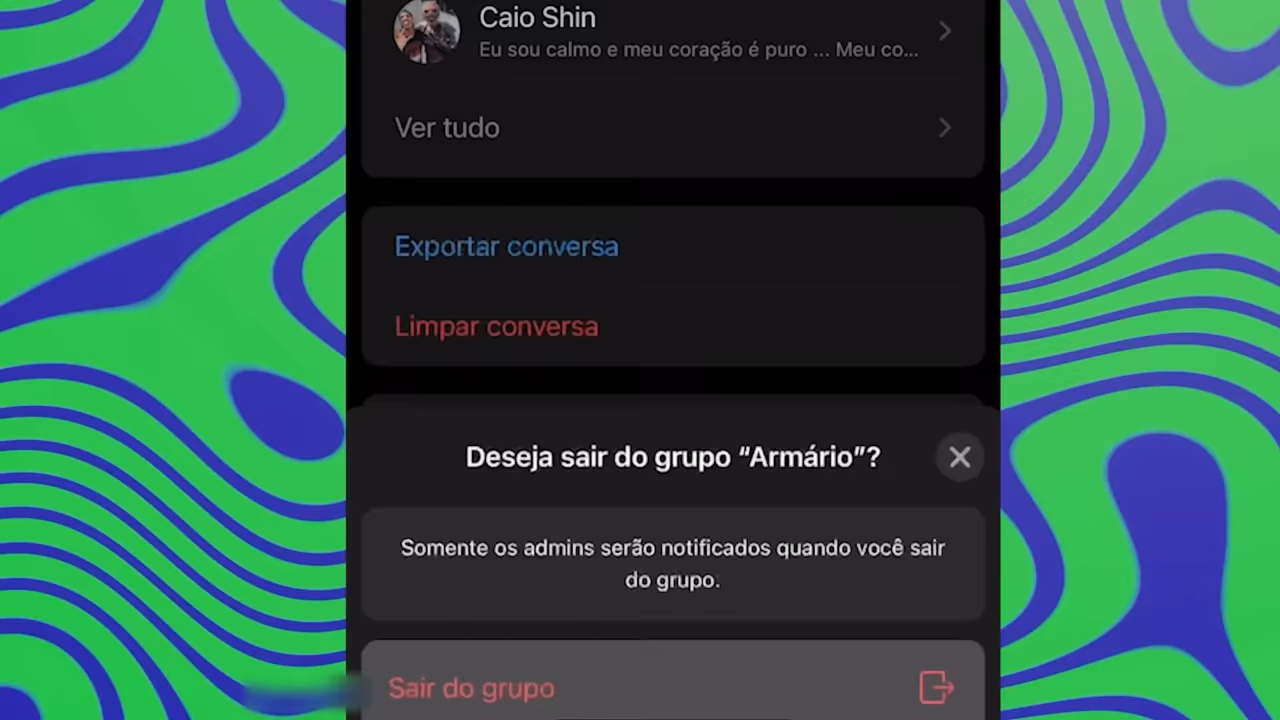 Caio Shin
Eu sou calmo e meu coração é puro ... Meu co...
Ver tudo
Exportar conversa
Limpar conversa
Deseja sair do grupo “Armário”?
Somente os admins serão notificados quando você sair
do grupo.
Sair do grupo